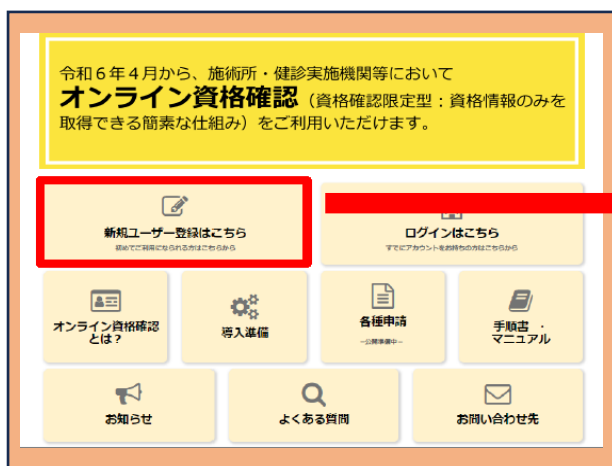 令和６年４月から、施術所・健診実施機関等において
オンライン資格確認（資格確認限定型：資格情報のみを
取得できる簡素な仕組み）をご利用いただけます。
新規ユーザー登録はこちら
初めてご利用になられる方はこちらから
ログインはこちら
すでにアカウントをお持ちの方はこちらから
オンライン資格確認
とは？
導入準備
各種申請
－公開準備中－
手順書 ・
マニュアル
お知らせ
よくある質問
お問い合わせ先